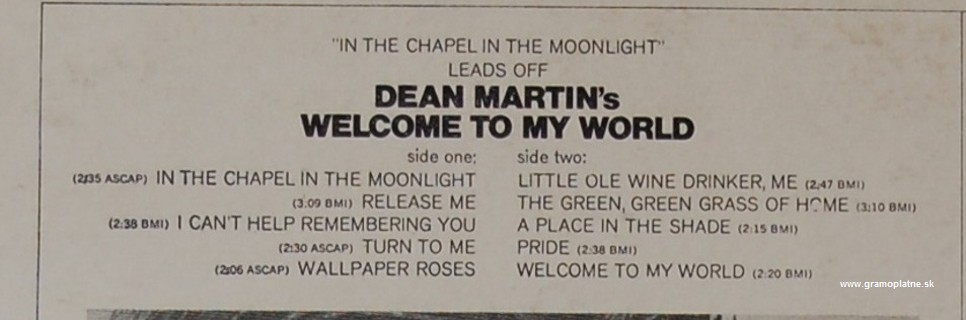 "IN THE CHAPEL IN THE MOONLIGHT"
LEADS OFF
DEAN MARTIN's
WELCOME TO MY WORLD
side one:
(2:35 ASCAP) IN THE CHAPEL IN THE MOONLIGHT
(3:09 BMI) RELEASE ME
(2:38 BMI) I CAN'T HELP REMEMBERING YOU
(2:30 ASCAP) TURN TO ME
(2:06 ASCAP) WALLPAPER ROSES
side two:
LITTLE OLE WINE DRINKER, ME (2:47 BMI)
THE GREEN, GREEN GRASS OF HOME (3:10 BMI)
A PLACE IN THE SHADE (2:15 BMI)
PRIDE (2:38 BMI)
WELCOME TO MY WORLD (2:20 BMI)
www.gramoplatne.sk